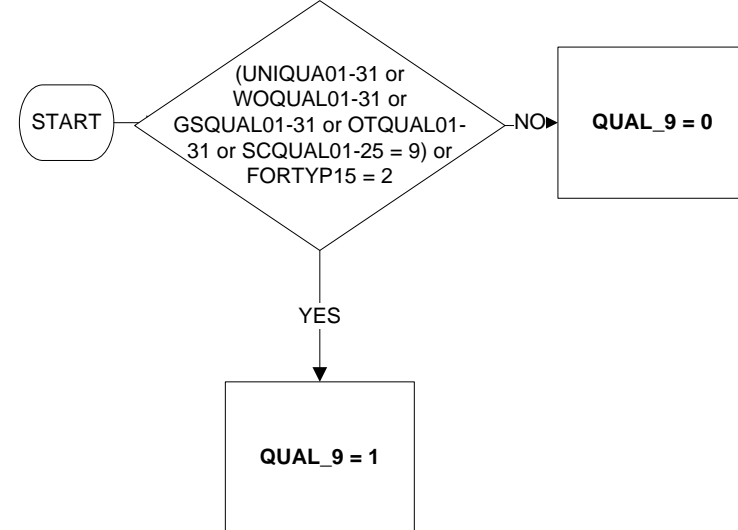 START
(UNIQUA01-31 or
WOQUAL01-31 or
GSQUAL01-31 or OTQUAL01-
31 or SCQUAL01-25 = 9) or
FORTYP15 = 2
NO
QUAL_9 = 0
YES
QUAL_9 = 1